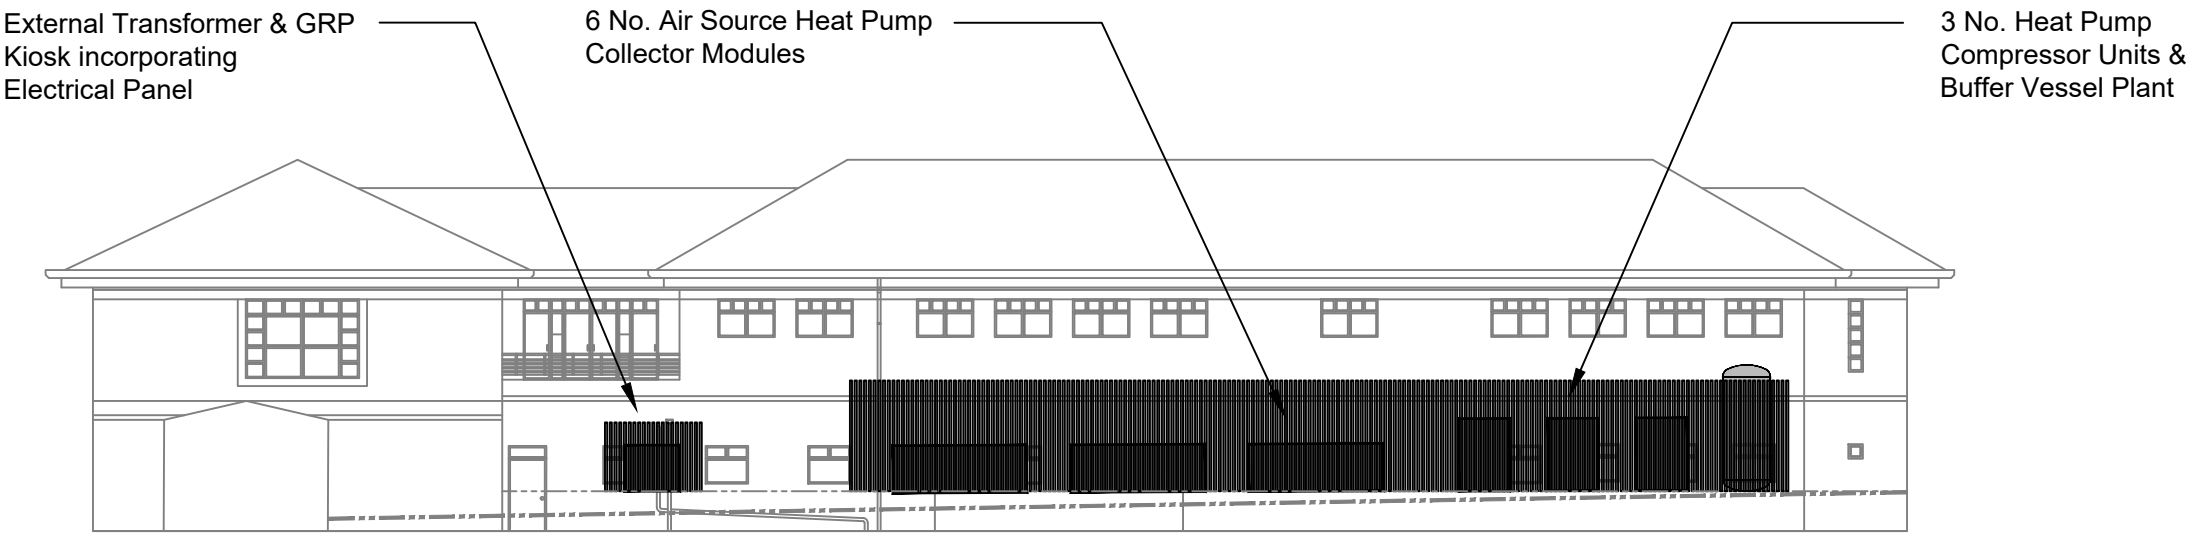 External Transformer & GRP
Kiosk incorporating
Electrical Panel
6 No. Air Source Heat Pump
Collector Modules
3 No. Heat Pump
Compressor Units &
Buffer Vessel Plant